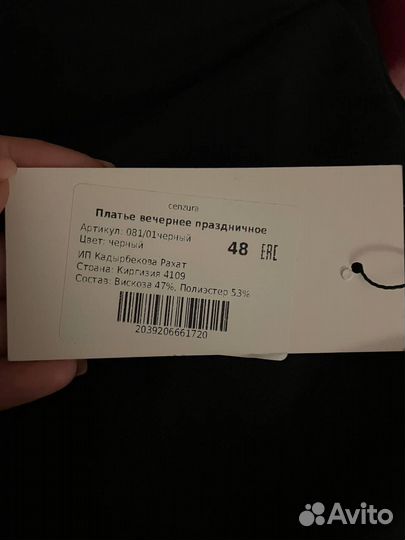 cenzura
Платье вечернее праздничное
Артикул: 081/01черный
Цвет: черный
48 EAC
ИП Кадырбекова Рахат
Страна: Киргизия 4109
Состав: Вискоза 47%, Полиэстер 53%
2039206661720
Avito